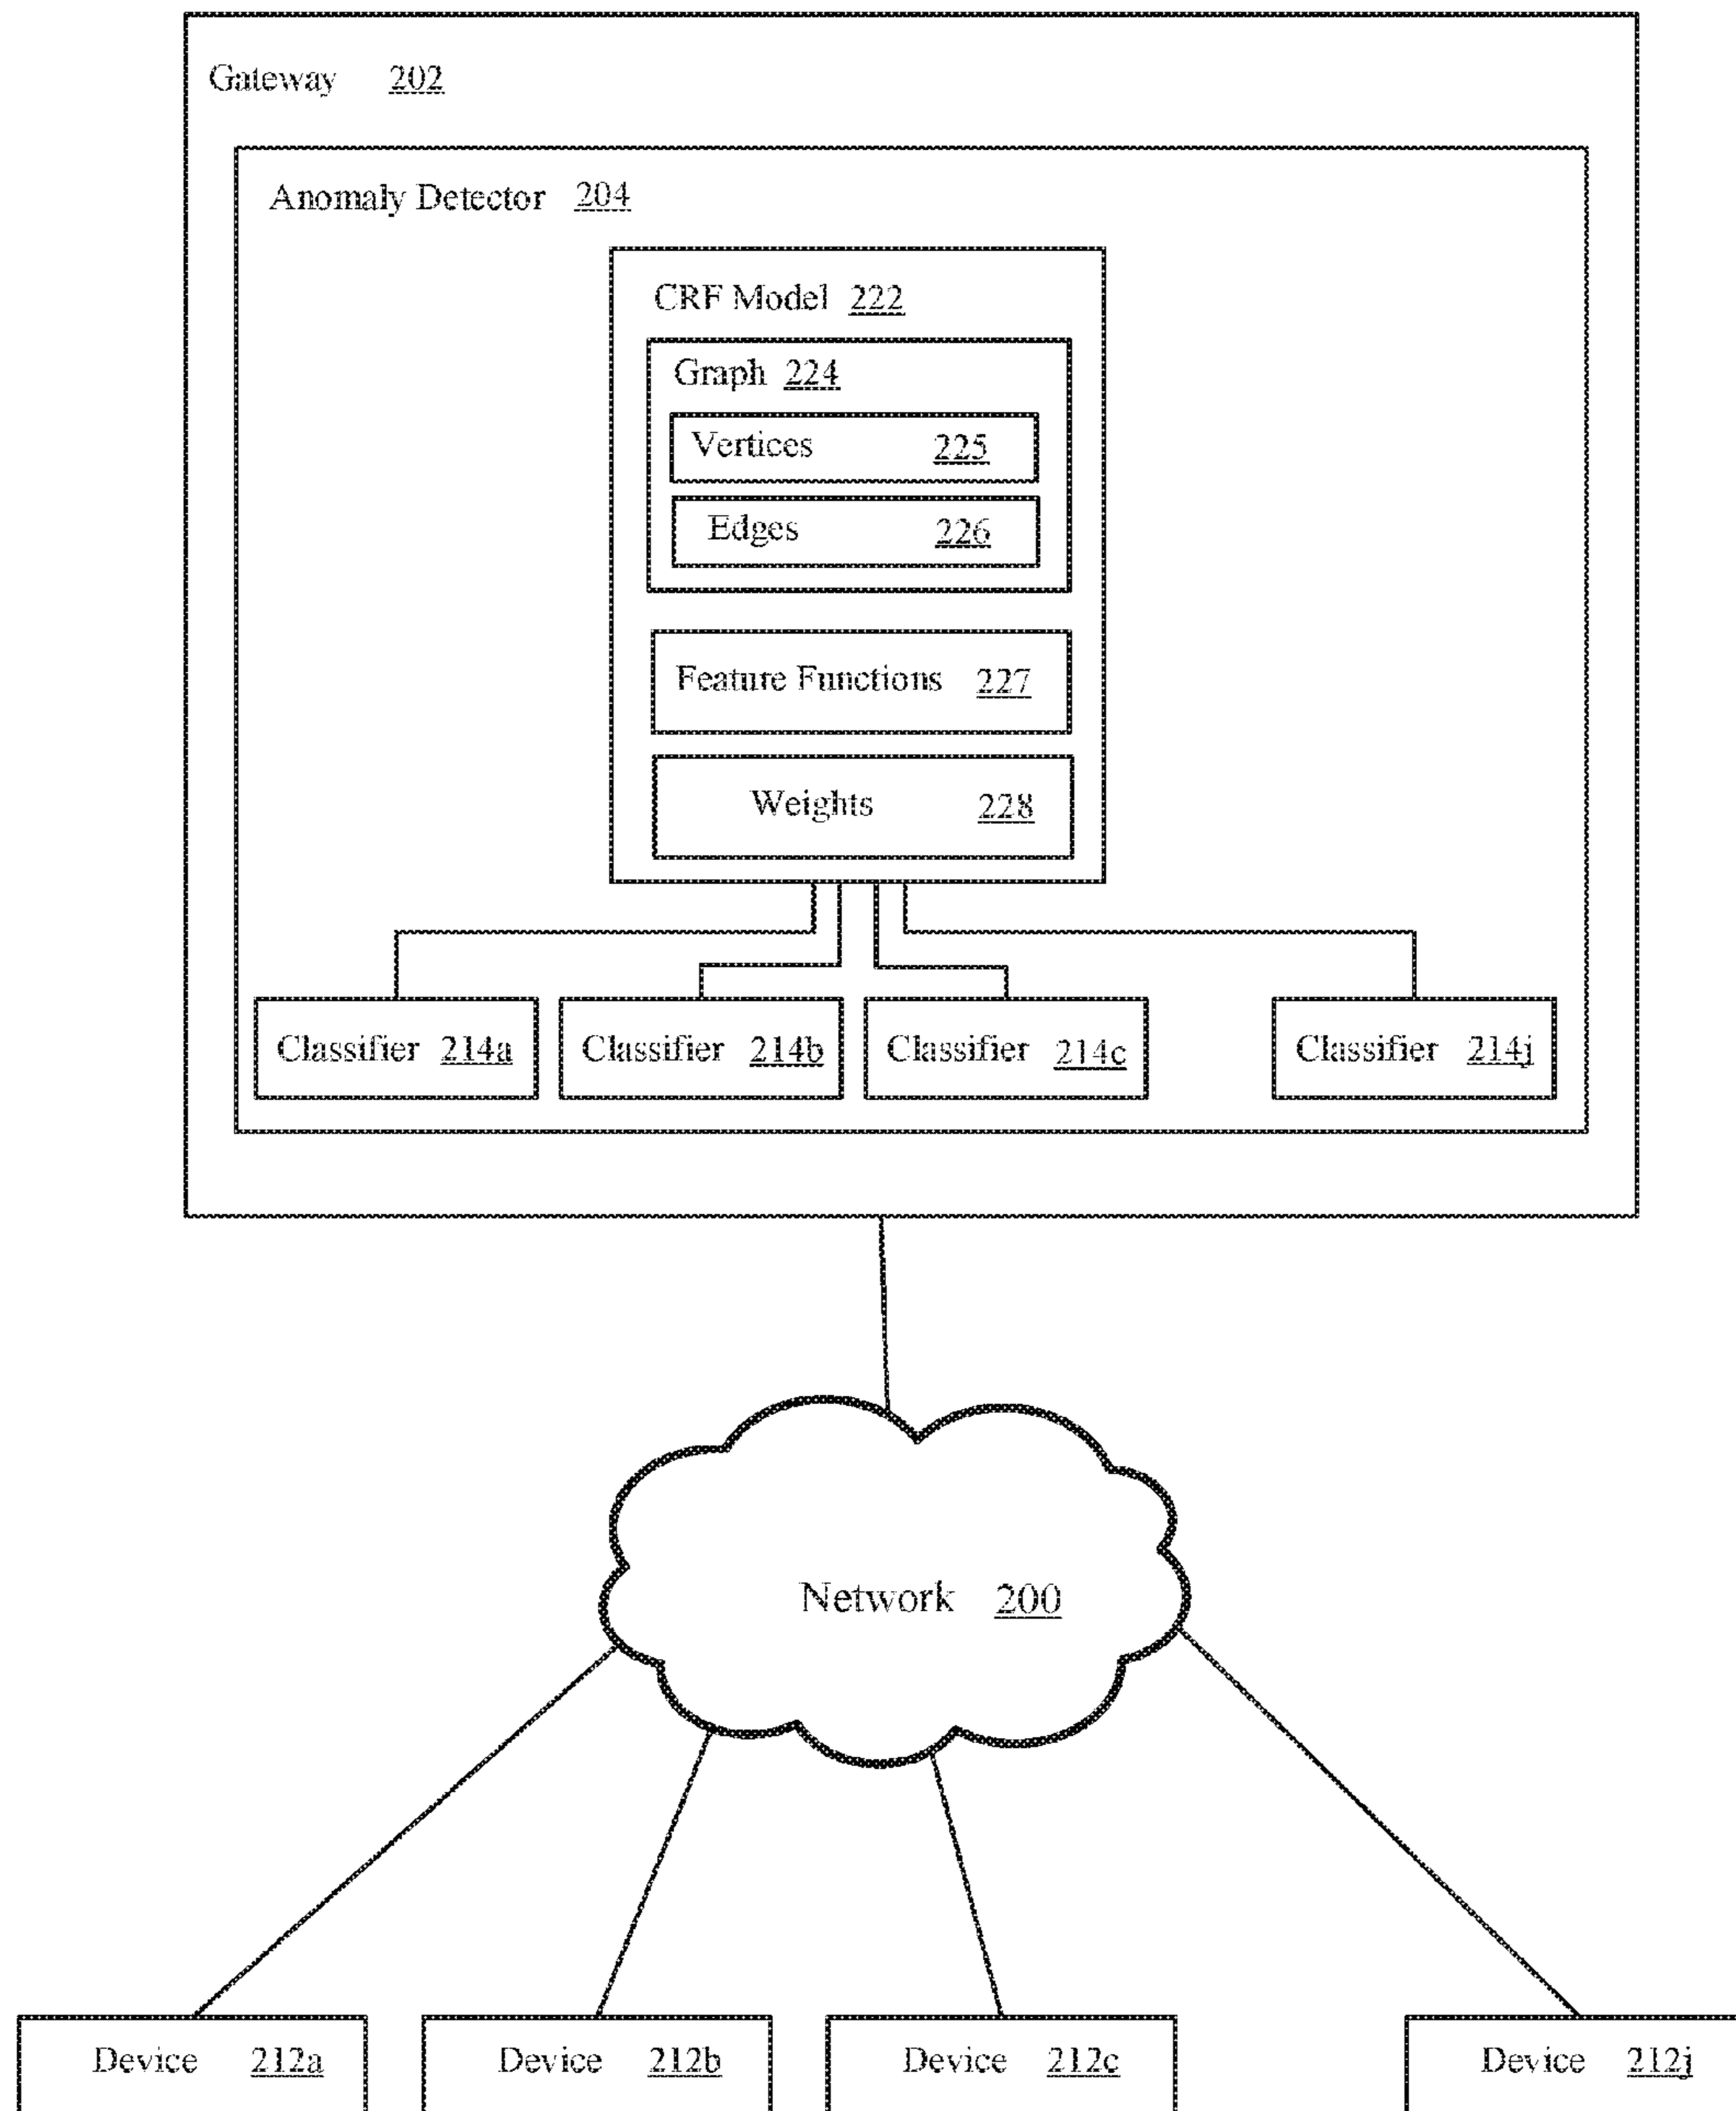 Gateway 202
Anomaly Detector 204
CRF Model 222
Graph 224
Vertices 225
Edges 226
Feature Functions 227
Weights 228
Classifier 214a
Classifier 214b
Classifier 214c
Classifier 214j
Network 200
Device 212a
Device 212b
Device 212c
Device 212j